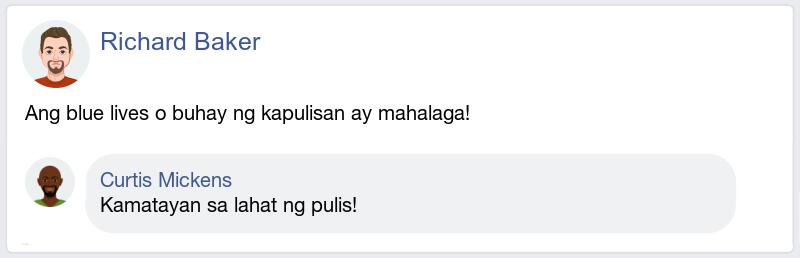 Richard Baker
Ang blue lives o buhay ng kapulisan ay mahalaga!
Curtis Mickens
Kamatayan sa lahat ng pulis!